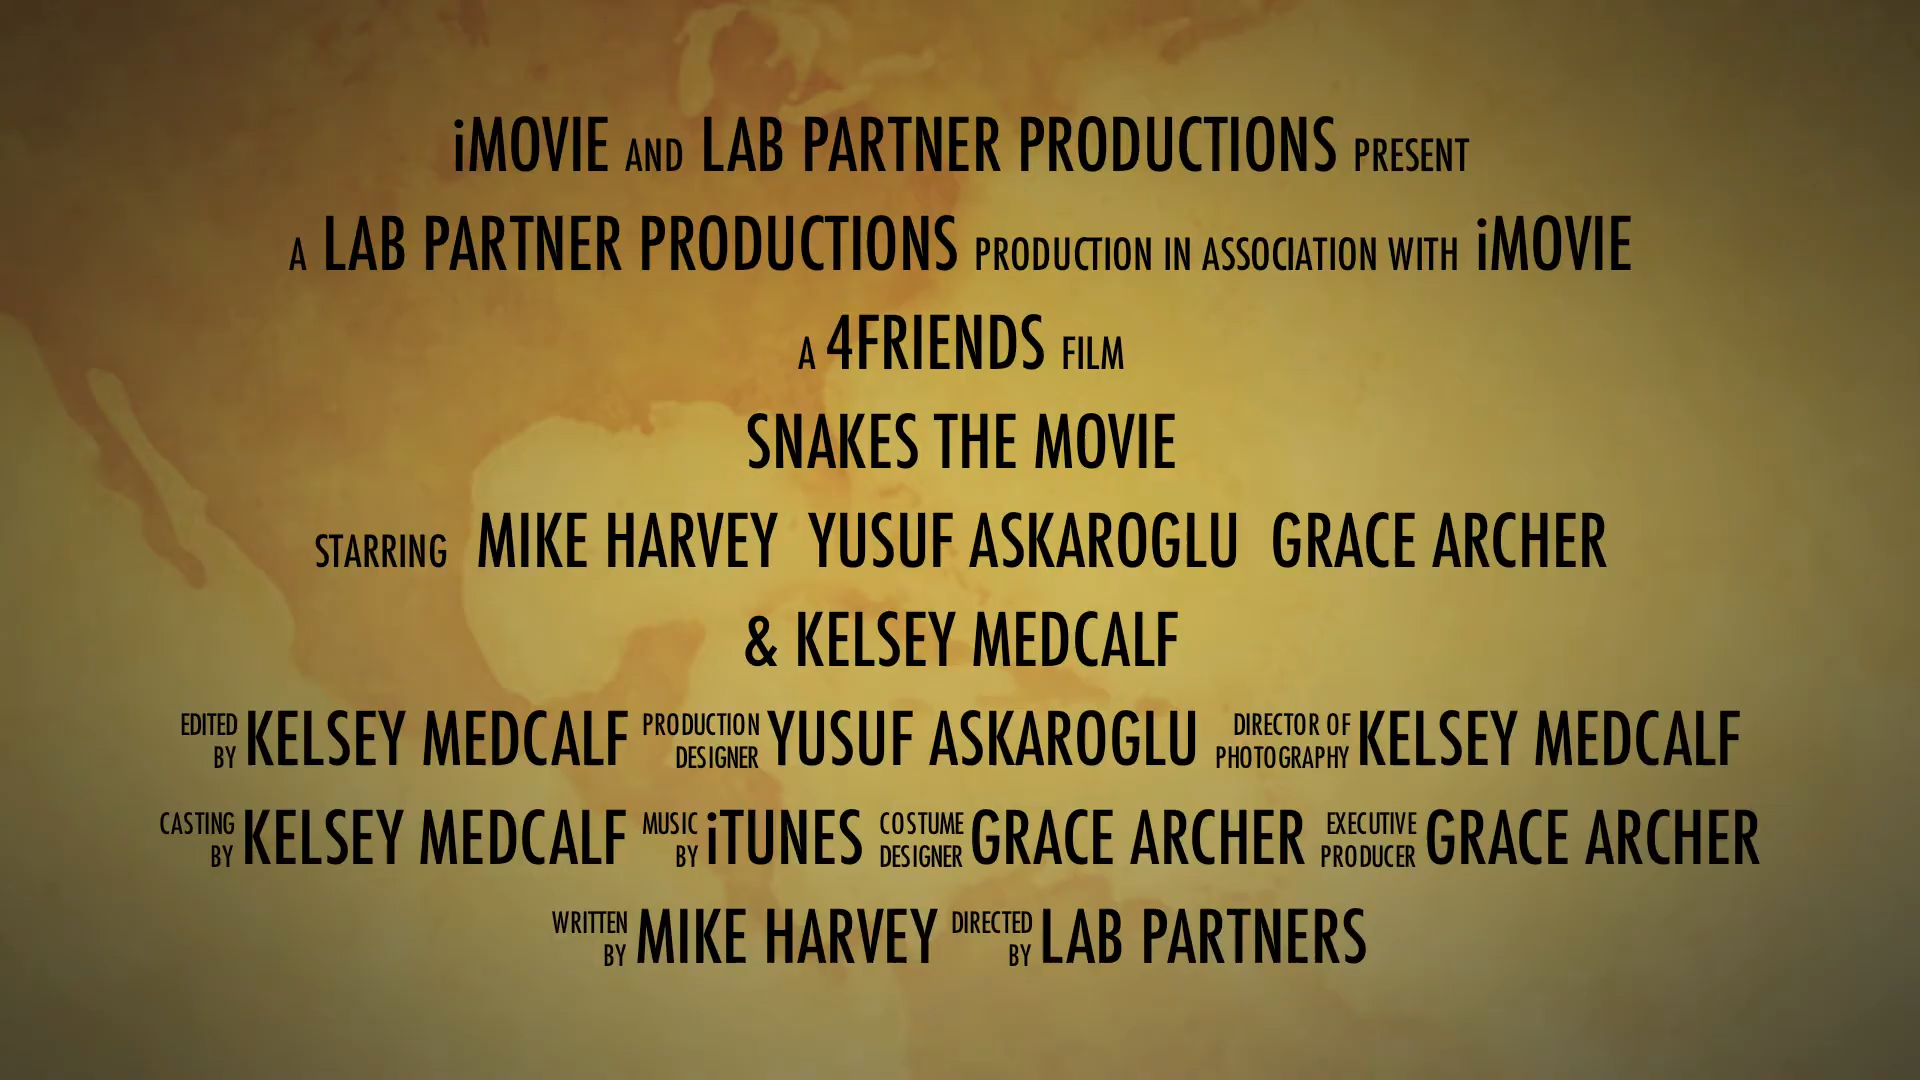 iMOVIE AND LAB PARTNER PRODUCTIONS PRESENT
A LAB PARTNER PRODUCTIONS PRODUCTION IN ASSOCIATION WITH iMOVIE
A 4FRIENDS FILM
SNAKES THE MOVIE
STARRING MIKE HARVEY YUSUF ASKAROGLU GRACE ARCHER
& KELSEY MEDCALF
EDITED BY KELSEY MEDCALF PRODUCTION DESIGNER YUSUF ASKAROGLU DIRECTOR OF PHOTOGRAPHY KELSEY MEDCALF
CASTING BY KELSEY MEDCALF MUSIC BY iTUNES COSTUME DESIGNER GRACE ARCHER EXECUTIVE PRODUCER GRACE ARCHER
WRITTEN BY MIKE HARVEY DIRECTED BY LAB PARTNERS